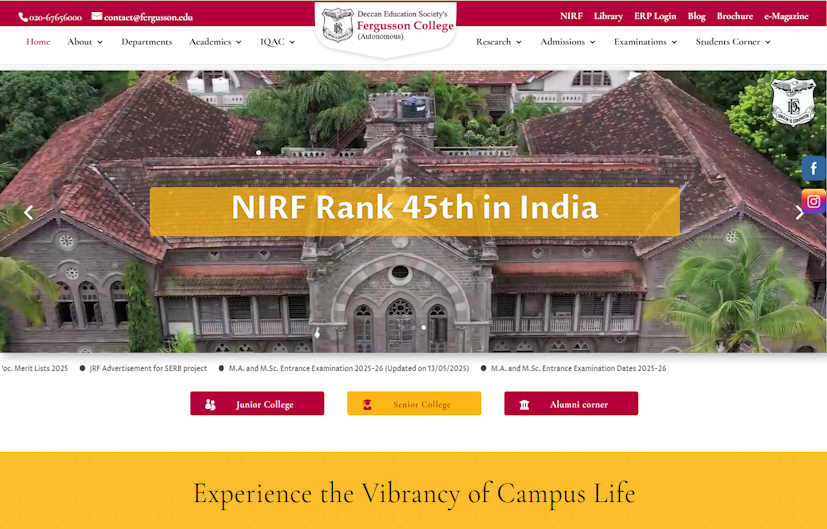 020-67656000 contact@fergusson.edu
Deccan Education Society's
Fergusson College
(Autonomous)
NIRF Library ERP Login Blog Brochure e-Magazine
Home About Departments Academics IQAC Research Admissions Examinations Students Corner
NIRF Rank 45th in India
oc. Merit Lists 2025 JRF Advertisement for SERB project M.A. and M.Sc. Entrance Examination 2025-26 (Updated on 13/05/2025) M.A. and M.Sc. Entrance Examination Dates 2025-26
Junior College Senior College Alumni corner
Experience the Vibrancy of Campus Life